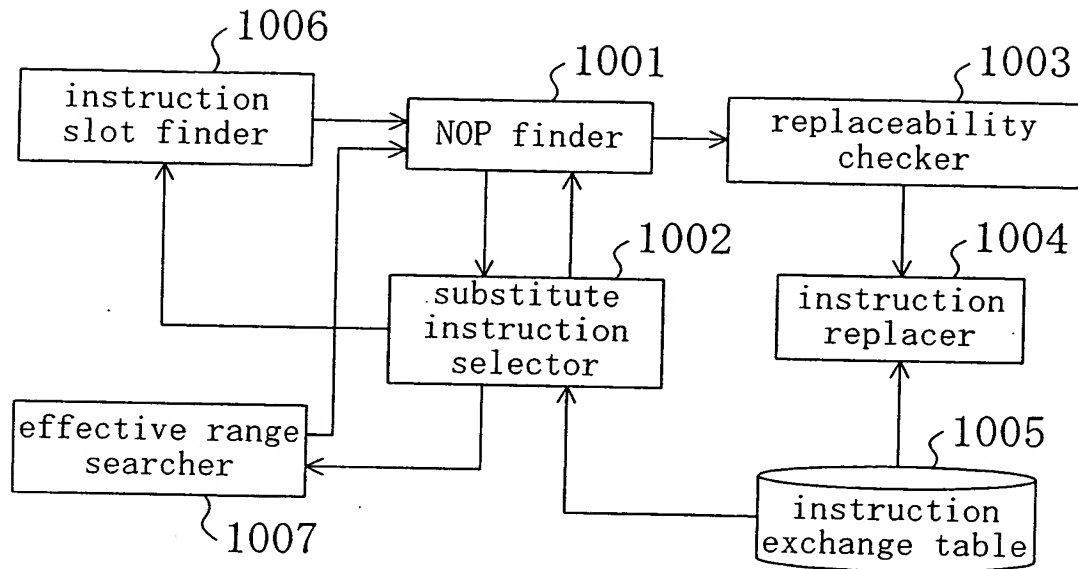 1006
instruction
slot finder
1001
NOP finder
1003
replaceability
checker
1002
substitute
instruction
selector
1004
instruction
replacer
effective range
searcher
1007
1005
instruction
exchange table